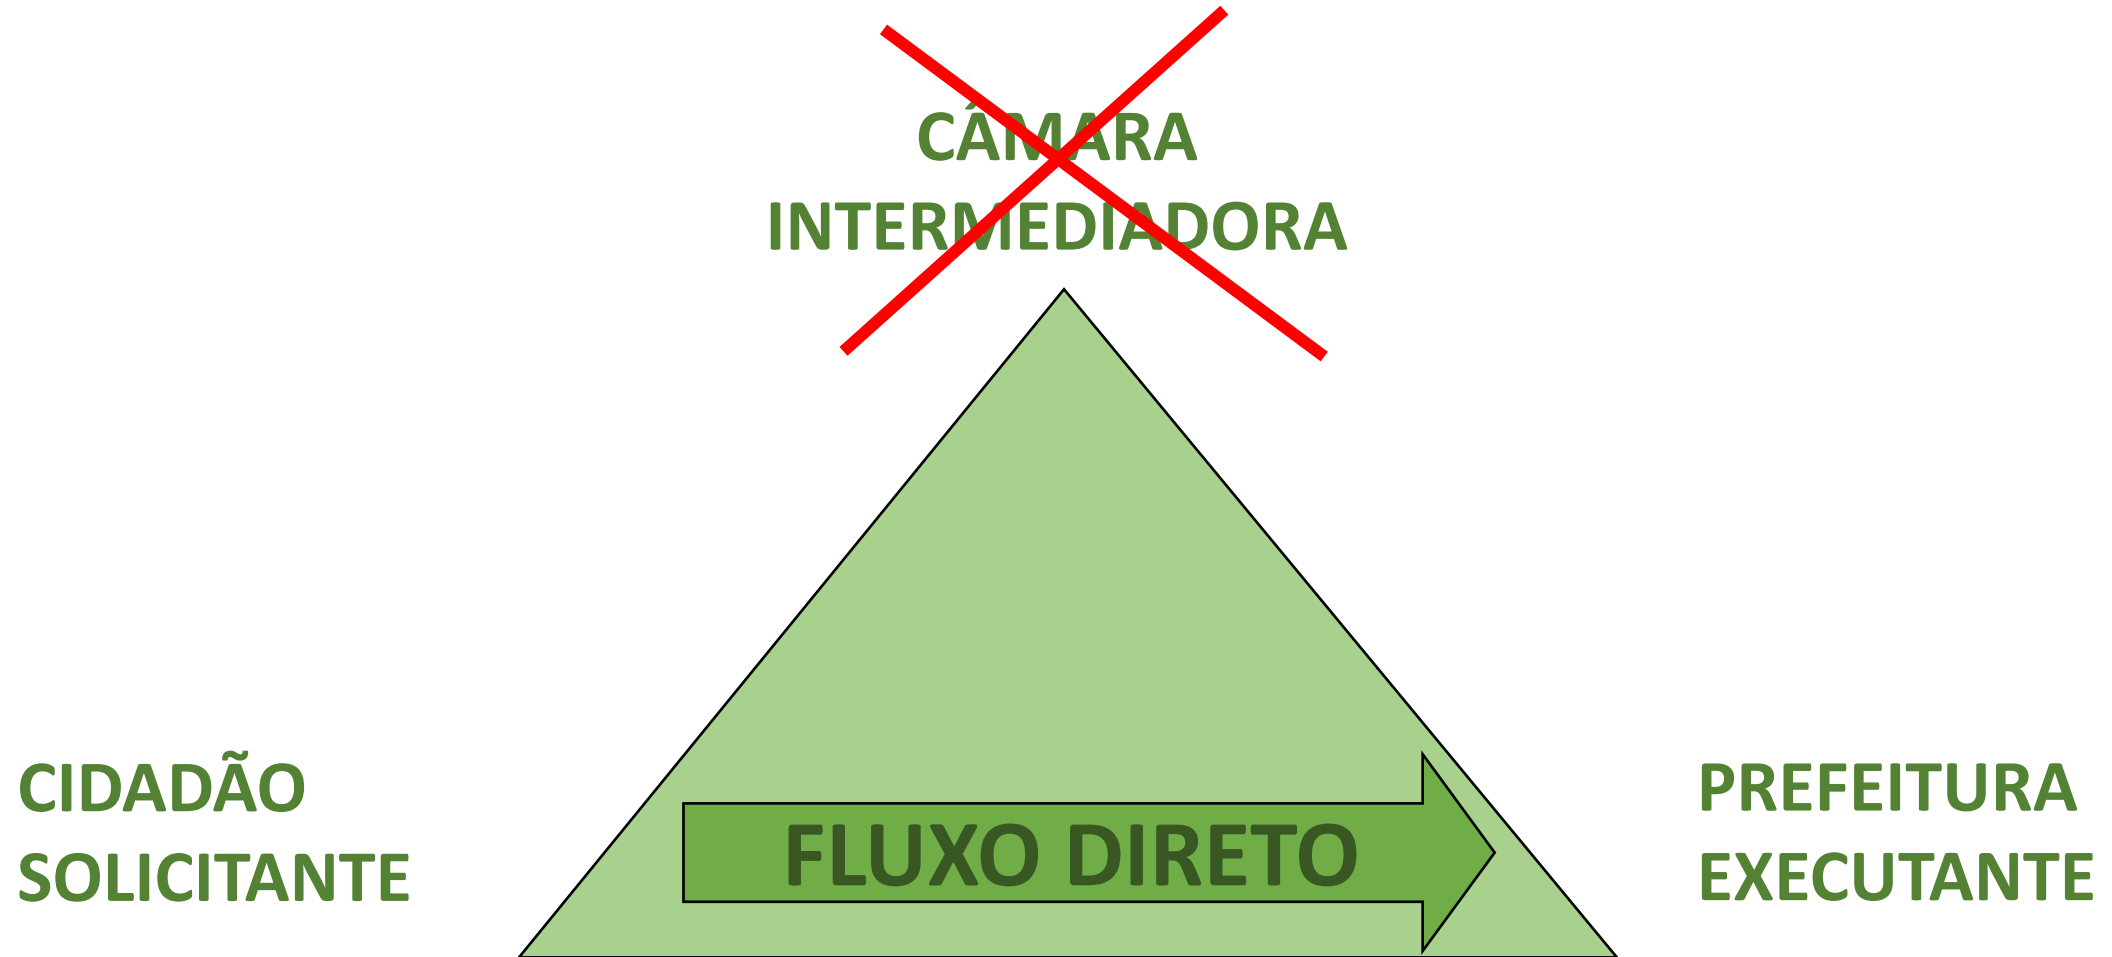 CÂMARA
INTERMEDIADORA
CIDADÃO
SOLICITANTE
FLUXO DIRETO
PREFEITURA
EXECUTANTE